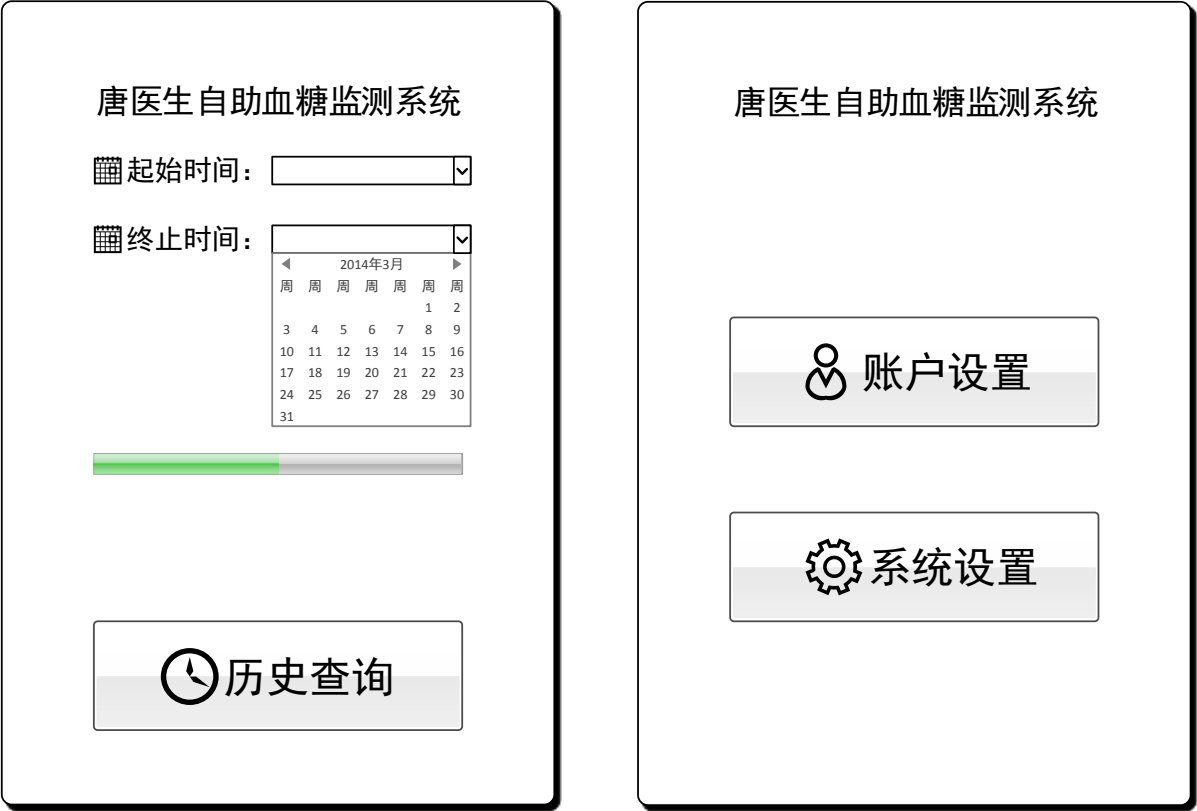 唐医生自助血糖监测系统
起始时间：
终止时间：
2014年3月
周 周 周 周 周 周 周
1 2
3 4 5 6 7 8 9
10 11 12 13 14 15 16
17 18 19 20 21 22 23
24 25 26 27 28 29 30
31
历史查询
唐医生自助血糖监测系统
账户设置
系统设置